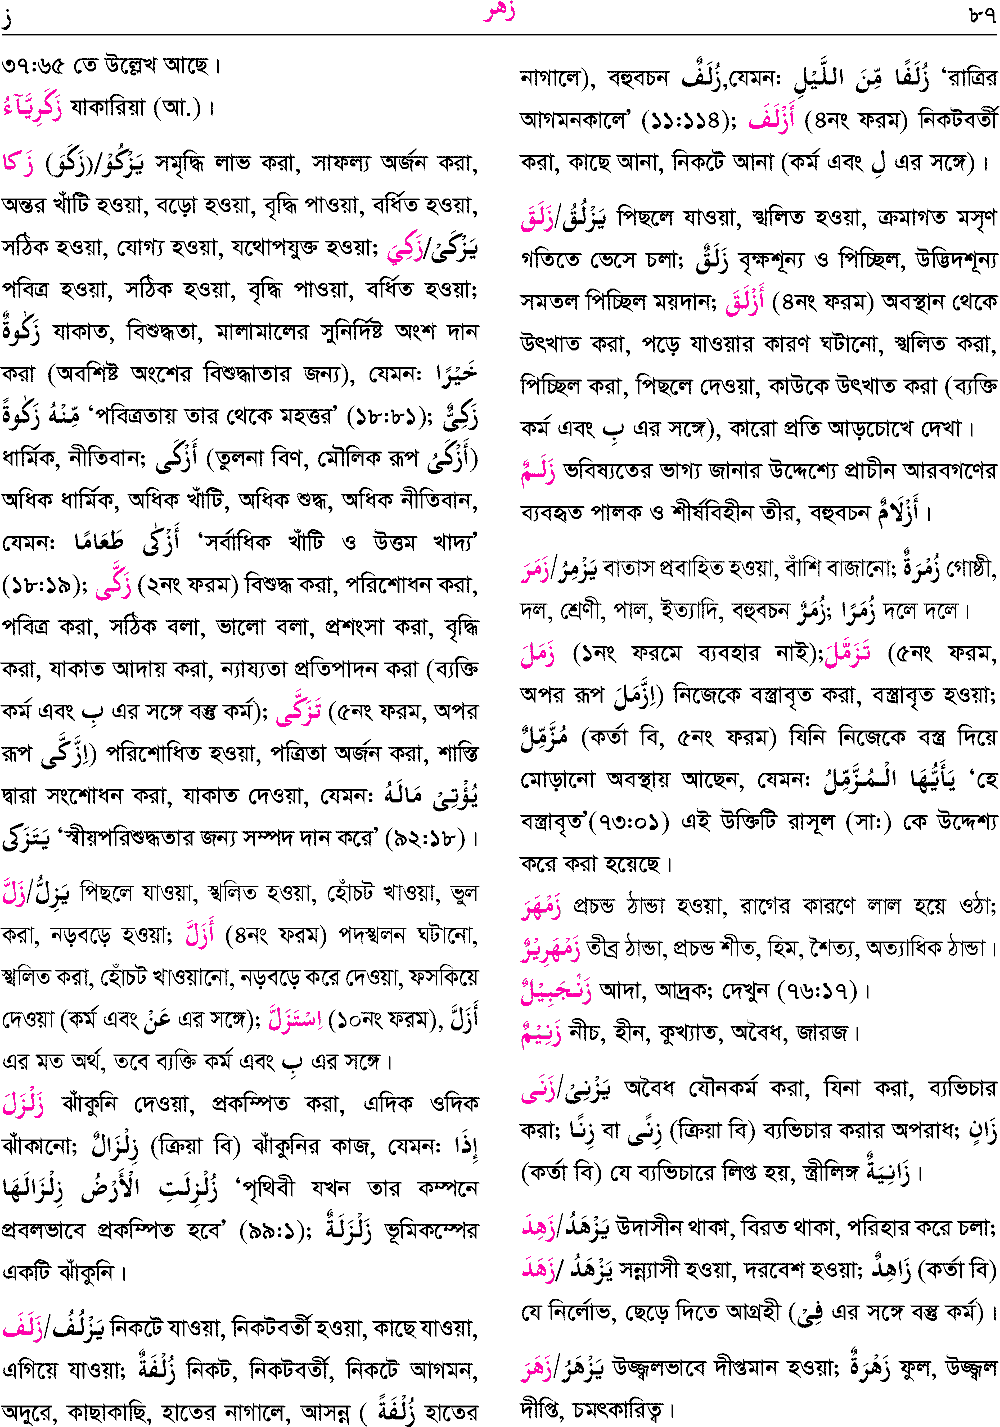 ز زهر ৮৭
৩৭:৬৫ তে উল্লেখ আছে।
زَكَرِيَّآءُ যাকারিয়া (আ.)।
زَكا (زَكَوَ)/يَزْكُوْ সমৃদ্ধি লাভ করা, সাফল্য অর্জন করা,
অন্তর খাঁটি হওয়া, বড়ো হওয়া, বৃদ্ধি পাওয়া, বর্ধিত হওয়া,
সঠিক হওয়া, যোগ্য হওয়া, যথোপযুক্ত হওয়া; زَكِيَ/يَزْكَىْ
পবিত্র হওয়া, সঠিক হওয়া, বৃদ্ধি পাওয়া, বর্ধিত হওয়া;
زَكٰوةٌ যাকাত, বিশুদ্ধতা, মালামালের সুনির্দিষ্ট অংশ দান
করা (অবশিষ্ট অংশের বিশুদ্ধাতার জন্য), যেমন: خَيْرًا
مِّنْهُ زَكٰوةً ‘পবিত্রতায় তার থেকে মহত্তর’ (১৮:৮১); زَكِيٌّ
ধার্মিক, নীতিবান; أَزْكَى (তুলনা বিণ, মৌলিক রূপ أَزْكَىُ)
অধিক ধার্মিক, অধিক খাঁটি, অধিক শুদ্ধ, অধিক নীতিবান,
যেমন: أَزْكٰى طَعَامًا ‘সর্বাধিক খাঁটি ও উত্তম খাদ্য’
(১৮:১৯); زَكَّى (২নং ফরম) বিশুদ্ধ করা, পরিশোধন করা,
পবিত্র করা, সঠিক বলা, ভালো বলা, প্রশংসা করা, বৃদ্ধি
করা, যাকাত আদায় করা, ন্যায্যতা প্রতিপাদন করা (ব্যক্তি
কর্ম এবং بِ এর সঙ্গে বস্তু কর্ম); تَزَكَّى (৫নং ফরম, অপর
রূপ اِزَّكَّى) পরিশোধিত হওয়া, পত্রিতা অর্জন করা, শাস্তি
দ্বারা সংশোধন করা, যাকাত দেওয়া, যেমন: يُؤْتِىْ مَالَهُ
يَتَزَكى ‘স্বীয়পরিশুদ্ধতার জন্য সম্পদ দান করে’ (৯২:১৮)।
زَلَّ/يَزِلُّ পিছলে যাওয়া, স্খলিত হওয়া, হোঁচট খাওয়া, ভুল
করা, নড়বড়ে হওয়া; أَزَلَّ (৪নং ফরম) পদস্খলন ঘটানো,
স্খলিত করা, হোঁচট খাওয়ানো, নড়বড়ে করে দেওয়া, ফসকিয়ে
দেওয়া (কর্ম এবং عَنْ এর সঙ্গে); اِسْتَزَلَّ (১০নং ফরম), أَزَلَّ
এর মত অর্থ, তবে ব্যক্তি কর্ম এবং بِ এর সঙ্গে।
زَلْزَلَ ঝাঁকুনি দেওয়া, প্রকম্পিত করা, এদিক ওদিক
ঝাঁকানো; زِلْزَالٌ (ক্রিয়া বি) ঝাঁকুনির কাজ, যেমন: إِذَا
زُلْزِلَتِ الْأَرْضُ زِلْزَالَهَا ‘পৃথিবী যখন তার কম্পনে
প্রবলভাবে প্রকম্পিত হবে’ (৯৯:১); زَلْزَلَةٌ ভূমিকম্পের
একটি ঝাঁকুনি।
زَلَفَ/يَزْلُفُ নিকটে যাওয়া, নিকটবর্তী হওয়া, কাছে যাওয়া,
এগিয়ে যাওয়া; زُلْفَةٌ নিকট, নিকটবর্তী, নিকটে আগমন,
অদূরে, কাছাকাছি, হাতের নাগালে, আসন্ন ( زُلْفَةً হাতের
নাগালে), বহুবচন زُلَفٌ,যেমন: زُلَفًا مِّنَ اللَّيْلِ ‘রাত্রির
আগমনকালে’ (১১:১১৪); أَزْلَفَ (৪নং ফরম) নিকটবর্তী
করা, কাছে আনা, নিকটে আনা (কর্ম এবং لِ এর সঙ্গে)।
زَلَقَ/يَزْلُقُ পিছলে যাওয়া, স্খলিত হওয়া, ক্রমাগত মসৃণ
গতিতে ভেসে চলা; زَلَقٌ বৃক্ষশূন্য ও পিচ্ছিল, উদ্ভিদশূন্য
সমতল পিচ্ছিল ময়দান; أَزْلَقَ (৪নং ফরম) অবস্থান থেকে
উৎখাত করা, পড়ে যাওয়ার কারণ ঘটানো, স্খলিত করা,
পিচ্ছিল করা, পিছলে দেওয়া, কাউকে উৎখাত করা (ব্যক্তি
কর্ম এবং بِ এর সঙ্গে), কারো প্রতি আড়চোখে দেখা।
زَلَـمٌ ভবিষ্যতের ভাগ্য জানার উদ্দেশ্যে প্রাচীন আরবগণের
ব্যবহৃত পালক ও শীর্ষবিহীন তীর, বহুবচন أَزْلَامٌ।
زَمَرَ/يَزْمِرُ বাতাস প্রবাহিত হওয়া, বাঁশি বাজানো; زُمْرَةٌ গোষ্ঠী,
দল, শ্রেণী, পাল, ইত্যাদি, বহুবচন زُمَرٌ; زُمَرًا দলে দলে।
زَمَلَ (১নং ফরমে ব্যবহার নাই);تَزَمَّلَ (৫নং ফরম,
অপর রূপ اِزَّمَلَ) নিজেকে বস্ত্রাবৃত করা, বস্ত্রাবৃত হওয়া;
مُزَّمِّلٌ (কর্তা বি, ৫নং ফরম) যিনি নিজেকে বস্ত্র দিয়ে
মোড়ানো অবস্থায় আছেন, যেমন: يَأَيُّهَا الْـمُزَّمِّلُ ‘হে
বস্ত্রাবৃত’(৭৩:০১) এই উক্তিটি রাসূল (সা:) কে উদ্দেশ্য
করে করা হয়েছে।
زَمْهَرَ প্রচন্ড ঠান্ডা হওয়া, রাগের কারণে লাল হয়ে ওঠা;
زَمْهَرِيْرٌ তীব্র ঠান্ডা, প্রচন্ড শীত, হিম, শৈত্য, অত্যাধিক ঠান্ডা।
زَنْـجَبِيْلٌ আদা, আদ্রক; দেখুন (৭৬:১৭)।
زَنِيْمٌ নীচ, হীন, কুখ্যাত, অবৈধ, জারজ।
زَنَى/يَزْنِىْ অবৈধ যৌনকর্ম করা, যিনা করা, ব্যভিচার
করা; زِنًا বা زِنًى (ক্রিয়া বি) ব্যভিচার করার অপরাধ; زَانٍ
(কর্তা বি) যে ব্যভিচারে লিপ্ত হয়, স্ত্রীলিঙ্গ زَانِيَةٌ।
زَهِدَ/يَزْهَدُ উদাসীন থাকা, বিরত থাকা, পরিহার করে চলা;
زَهَدَ/ يَزْهَدُ সন্ন্যাসী হওয়া, দরবেশ হওয়া; زَاهِدٌ (কর্তা বি)
যে নির্লোভ, ছেড়ে দিতে আগ্রহী (فِىْ এর সঙ্গে বস্তু কর্ম)।
زَهَرَ/يَزْهَرُ উজ্জ্বলভাবে দীপ্তমান হওয়া; زَهْرَةٌ ফুল, উজ্জ্বল
দীপ্তি, চমৎকারিত্ব।